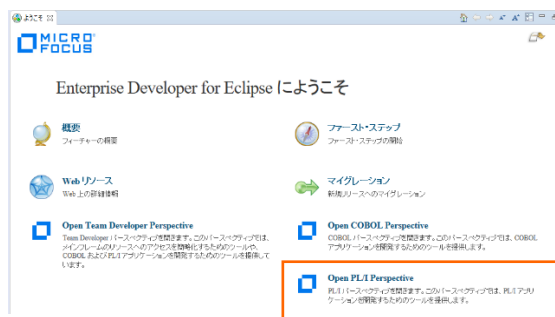 ようこそ
MICRO
FOCUS
Enterprise Developer for Eclipse にようこそ
概要
フィーチャーの概要
ファースト・ステップ
ファースト・ステップの開始
Web リソース
Web 上の詳細情報
マイグレーション
新規リリースへのマイグレーション
Open Team Developer Perspective
Team Developer パースペクティブを開きます。このパースペクティブでは、
メインフレームのリソースへのアクセスを簡略化するためのツールや、
COBOL および PL/I アプリケーションを開発するためのツールを提供して
います。
Open COBOL Perspective
COBOL パースペクティブを開きます。このパースペクティブでは、COBOL
アプリケーションを開発するためのツールを提供します。
Open PL/I Perspective
PL/I パースペクティブを開きます。このパースペクティブでは、PL/I アプリ
ケーションを開発するためのツールを提供します。